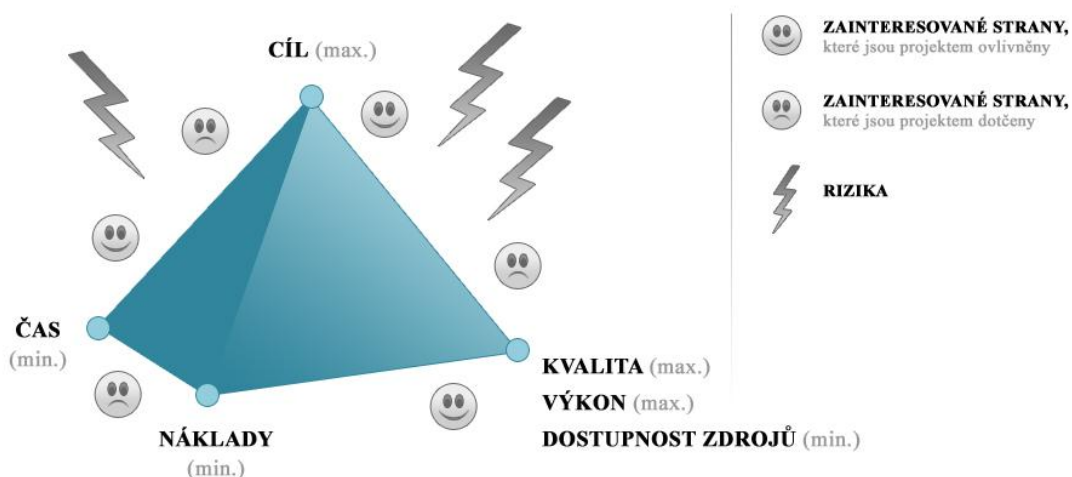 CÍL (max.)
ČAS
(min.)
NÁKLADY
(min.)
KVALITA (max.)
VÝKON (max.)
DOSTUPNOST ZDROJŮ (min.)
ZAINTERESOVANÉ STRANY,
které jsou projektem ovlivněny
ZAINTERESOVANÉ STRANY,
které jsou projektem dotčeny
RIZIKA